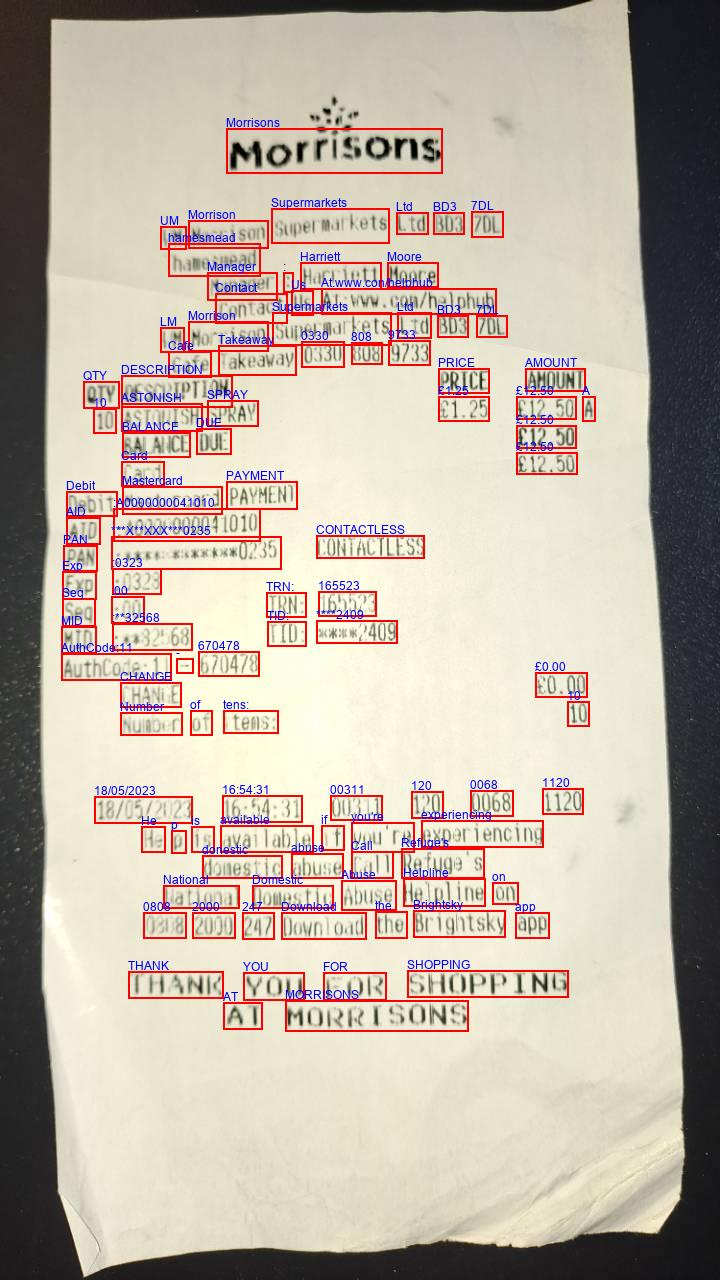 Morrisons
Morrison Supermarkets Ltd BD3 7DL
hamesmead
Manager : Harriett Moore
Contact Us At:www.con/helphub
Morrison Supermarkets Ltd BD3 7DL
Cafe Takeaway 0330 808 9733
QTY DESCRIPTION PRICE AMOUNT
10 ASTONISH SPRAY £1.25 £12.50 A
BALANCE DUE £12.50
Card £12.50
Debit Mastercard PAYMENT
AID :A0000000041010
PAN :************0235 CONTACTLESS
Exp :0323
Seq :00 TRN: 165523
MID :***32568 TID: ****2409
AuthCode:11 - 670478
CHANGE £0.00
Number of items: 10
18/05/2023 16:54:31 00311 120 0068 1120
Help is available if you're experiencing
domestic abuse Call Refuge's
National Domestic Abuse Helpline on
0808 2000 247 Download the Brightsky app
THANK YOU FOR SHOPPING
AT MORRISONS